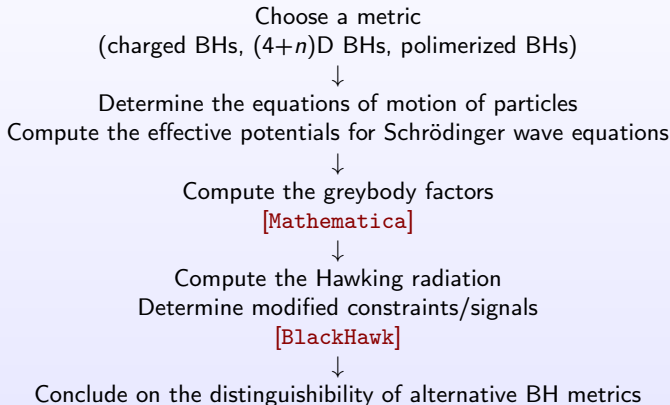 Choose a metric
(charged BHs, (4+n)D BHs, polimerized BHs)
↓
Determine the equations of motion of particles
Compute the effective potentials for Schrödinger wave equations
↓
Compute the greybody factors
[Mathematica]
↓
Compute the Hawking radiation
Determine modified constraints/signals
[BlackHawk]
↓
Conclude on the distinguishibility of alternative BH metrics